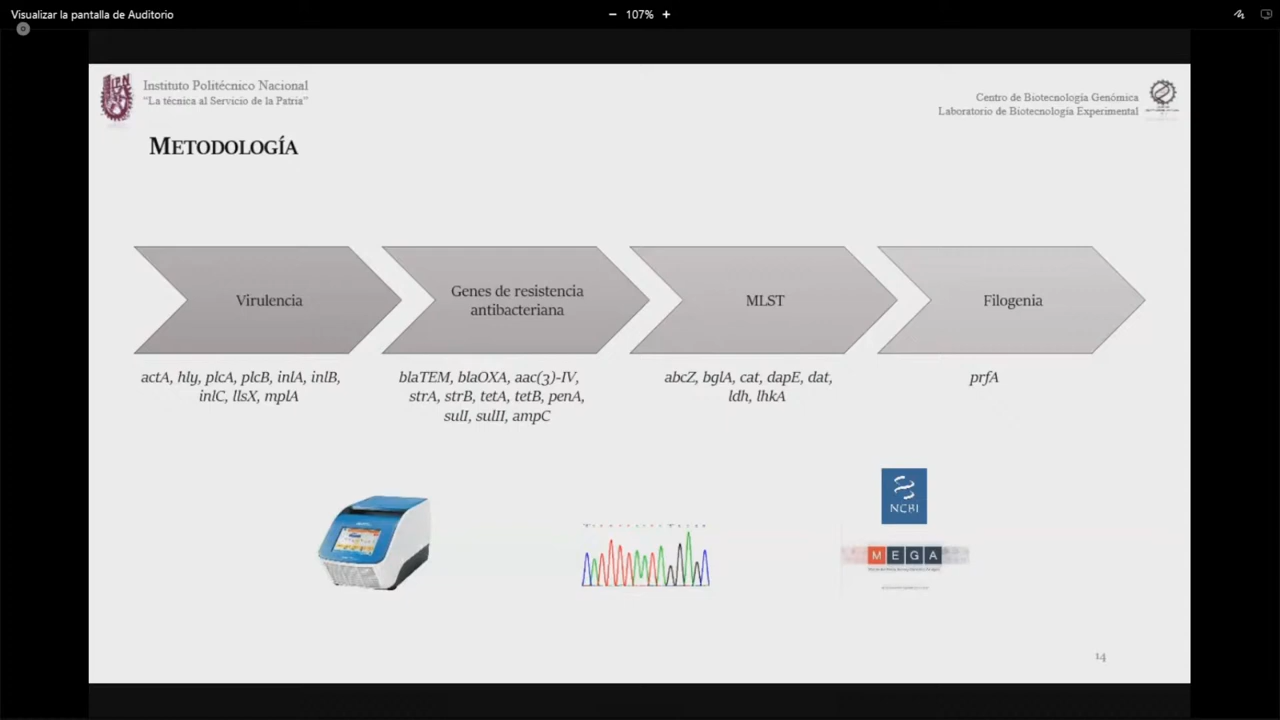 Visualizar la pantalla de Auditorio
− 107% +
Instituto Politécnico Nacional
"La técnica al Servicio de la Patria"
Centro de Biotecnología Genómica
Laboratorio de Biotecnología Experimental
METODOLOGÍA
Virulencia
Genes de resistencia
antibacteriana
MLST
Filogenia
actA, hly, plcA, plcB, inlA, inlB,
inlC, llsX, mplA
blaTEM, blaOXA, aac(3)-IV,
strA, strB, tetA, tetB, penA,
sulI, sulII, ampC
abcZ, bglA, cat, dapE, dat,
ldh, lhkA
prfA
NCBI
MEGA
14